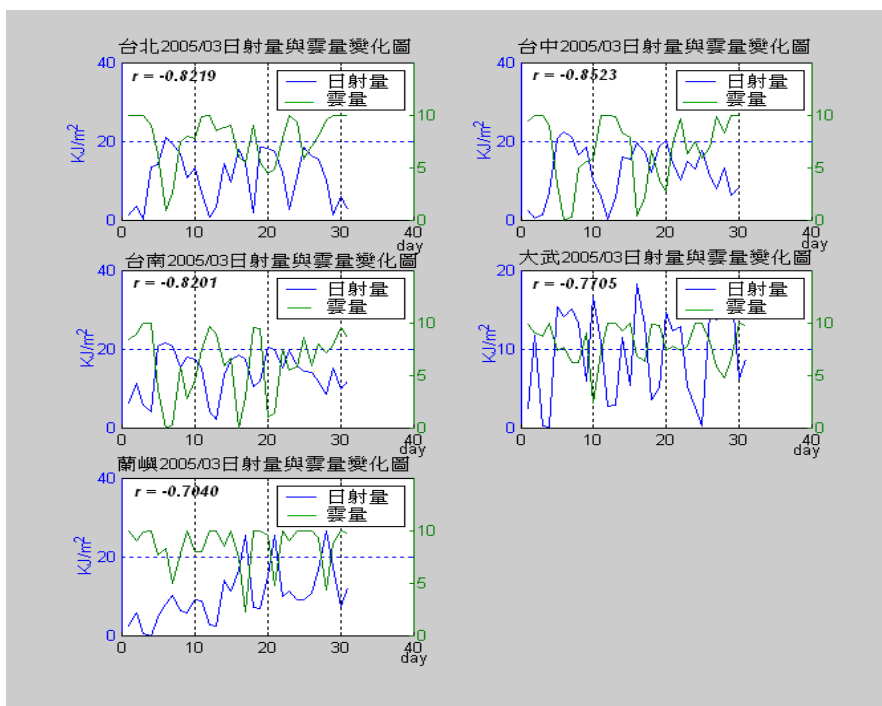 台北2005/03日射量與雲量變化圖
r = -0.8219
日射量
雲量
KJ/m²
40
20
0
10
5
0
0
10
20
30
40
day
台中2005/03日射量與雲量變化圖
r = -0.8523
日射量
雲量
KJ/m²
40
20
0
10
5
0
0
10
20
30
40
day
台南2005/03日射量與雲量變化圖
r = -0.8201
日射量
雲量
KJ/m²
40
20
0
10
5
0
0
10
20
30
40
day
大武2005/03日射量與雲量變化圖
r = -0.7705
日射量
雲量
KJ/m²
20
10
0
10
5
0
0
10
20
30
40
day
蘭嶼2005/03日射量與雲量變化圖
r = -0.7040
日射量
雲量
KJ/m²
40
20
0
10
5
0
0
10
20
30
40
day